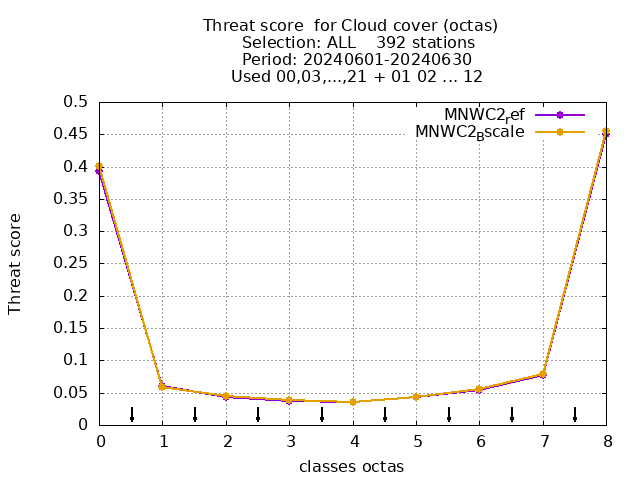 Threat score  for Cloud cover (octas)
Selection: ALL    392 stations
Period: 20240601-20240630
Used 00,03,...,21 + 01 02 ... 12
MNWC2ref
MNWC2Bscale
0.5
0.45
0.4
0.35
0.3
0.25
0.2
0.15
0.1
0.05
0
Threat score
0 1 2 3 4 5 6 7 8
classes octas